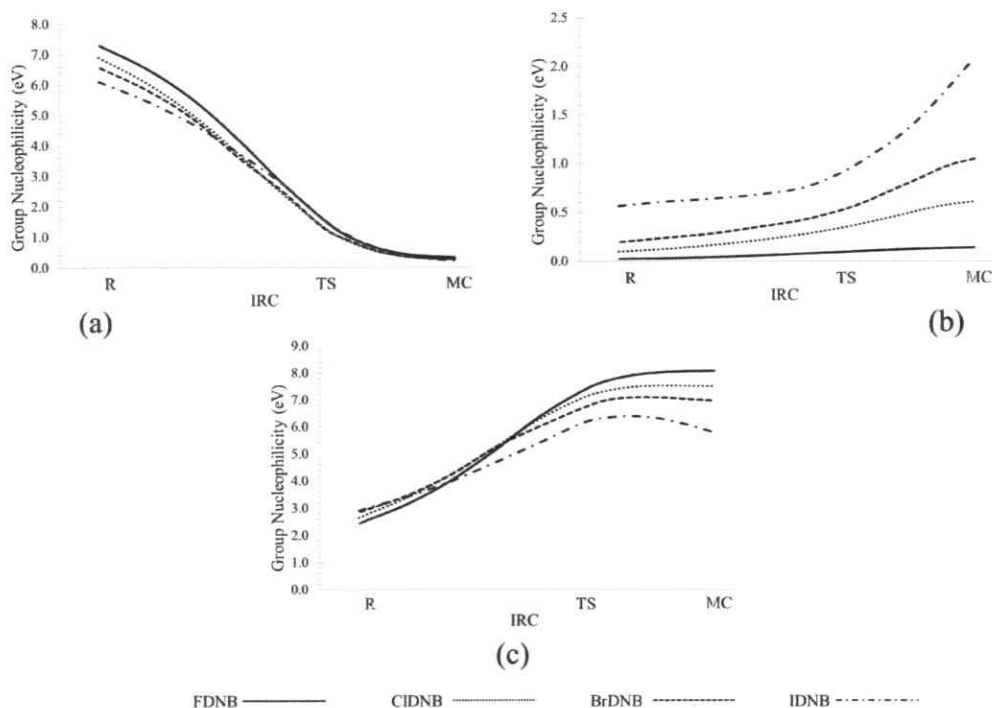 8.0
7.0
6.0
5.0
4.0
3.0
2.0
1.0
0.0
Group Nucleophilicity (eV)
R
TS
MC
IRC
(a)
2.5
2.0
1.5
1.0
0.5
0.0
Group Nucleophilicity (eV)
R
TS
MC
IRC
(b)
9.0
8.0
7.0
6.0
5.0
4.0
3.0
2.0
1.0
0.0
Group Nucleophilicity (eV)
R
TS
MC
IRC
(c)
FDNB
ClDNB
BrDNB
IDNB